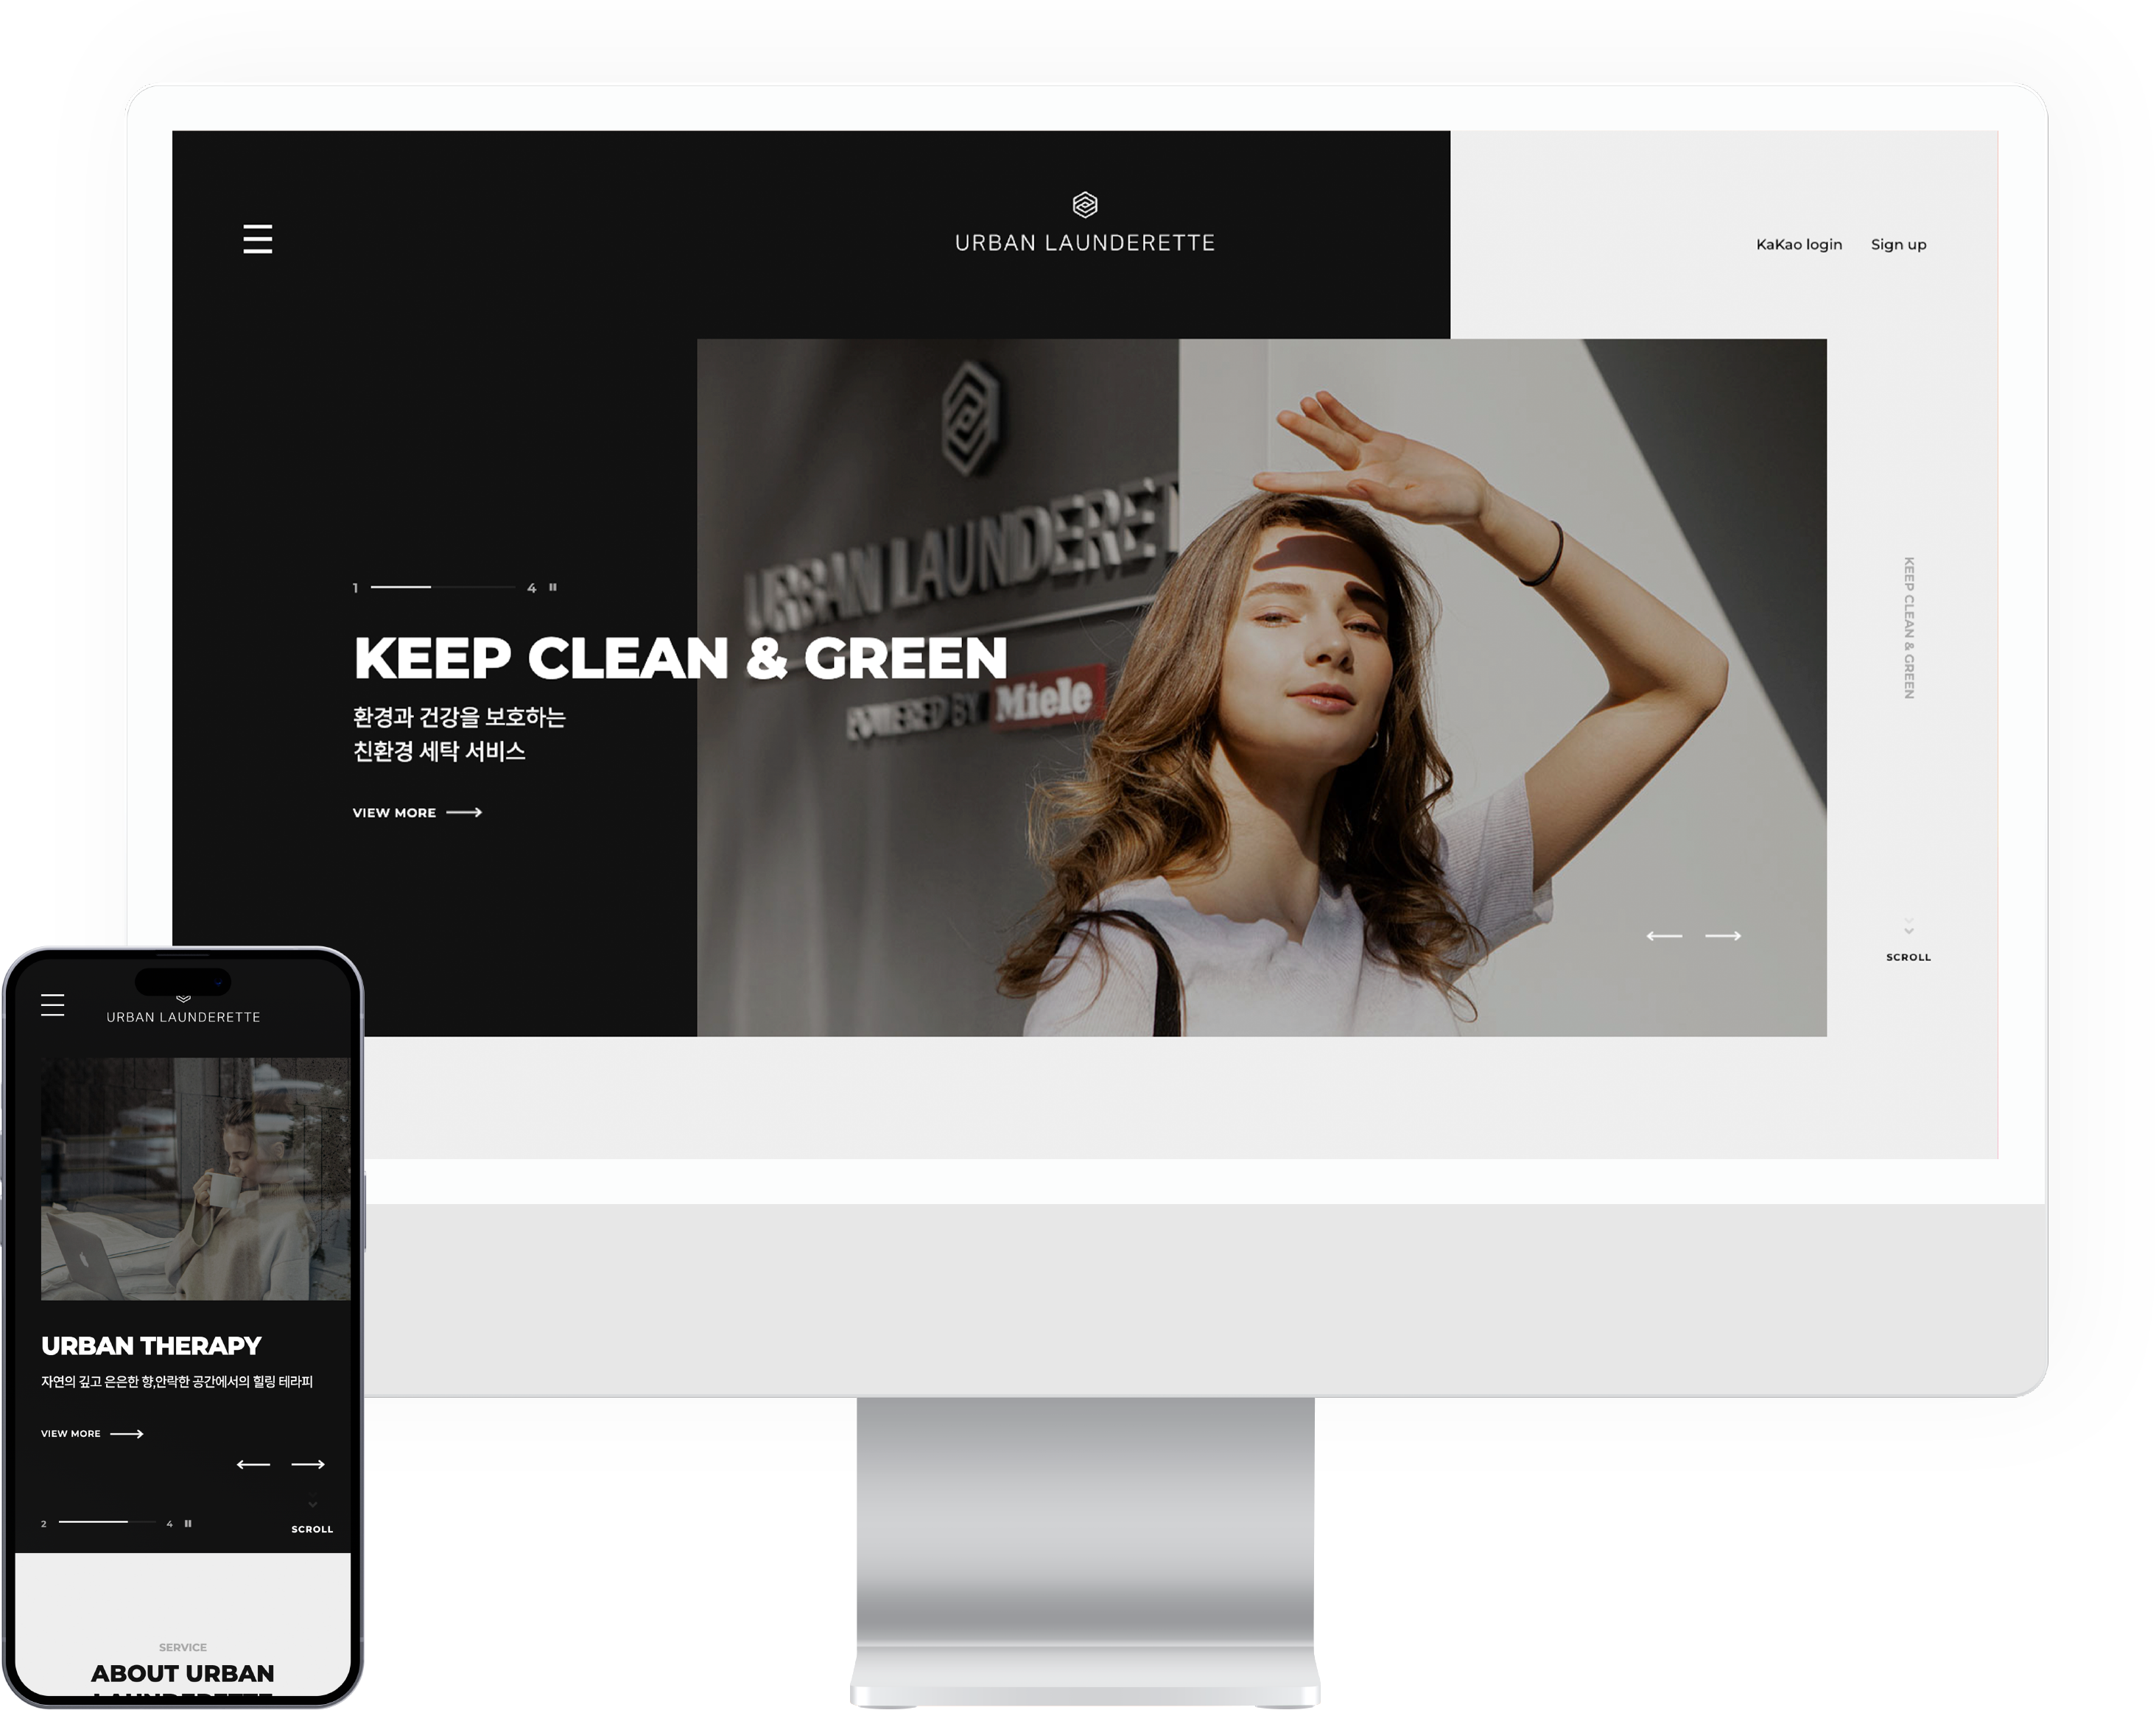 URBAN LAUNDERETTE
KaKao login
Sign up
URBAN LAUNDERET
POWERED BY Miele
1
4
KEEP CLEAN & GREEN
환경과 건강을 보호하는
친환경 세탁 서비스
VIEW MORE
KEEP CLEAN & GREEN
SCROLL
URBAN LAUNDERETTE
URBAN THERAPY
자연의 깊고 은은한 향,안락한 공간에서의 힐링 테라피
VIEW MORE
2
4
SCROLL
SERVICE
ABOUT URBAN